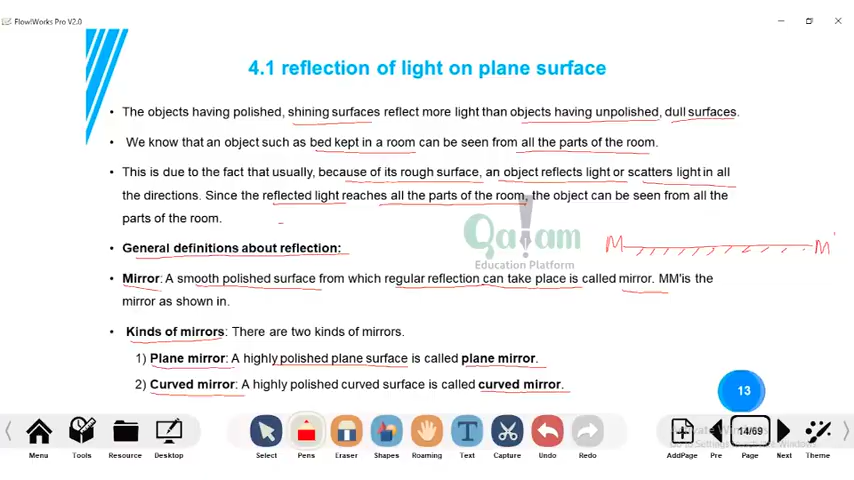 FlowWorks Pro V2.0
4.1 reflection of light on plane surface
• The objects having polished, shining surfaces reflect more light than objects having unpolished, dull surfaces.
• We know that an object such as bed kept in a room can be seen from all the parts of the room.
• This is due to the fact that usually, because of its rough surface, an object reflects light or scatters light in all
the directions. Since the reflected light reaches all the parts of the room, the object can be seen from all the
parts of the room.
Qalam
Education Platform
M M'
• General definitions about reflection:
• Mirror: A smooth polished surface from which regular reflection can take place is called mirror. MM'is the
mirror as shown in.
• Kinds of mirrors: There are two kinds of mirrors.
1) Plane mirror: A highly polished plane surface is called plane mirror.
2) Curved mirror: A highly polished curved surface is called curved mirror.
13
14/69
Menu Tools Resource Desktop Select Pens Eraser Shapes Roaming Text Capture Undo Redo AddPage Pre Page Next Theme